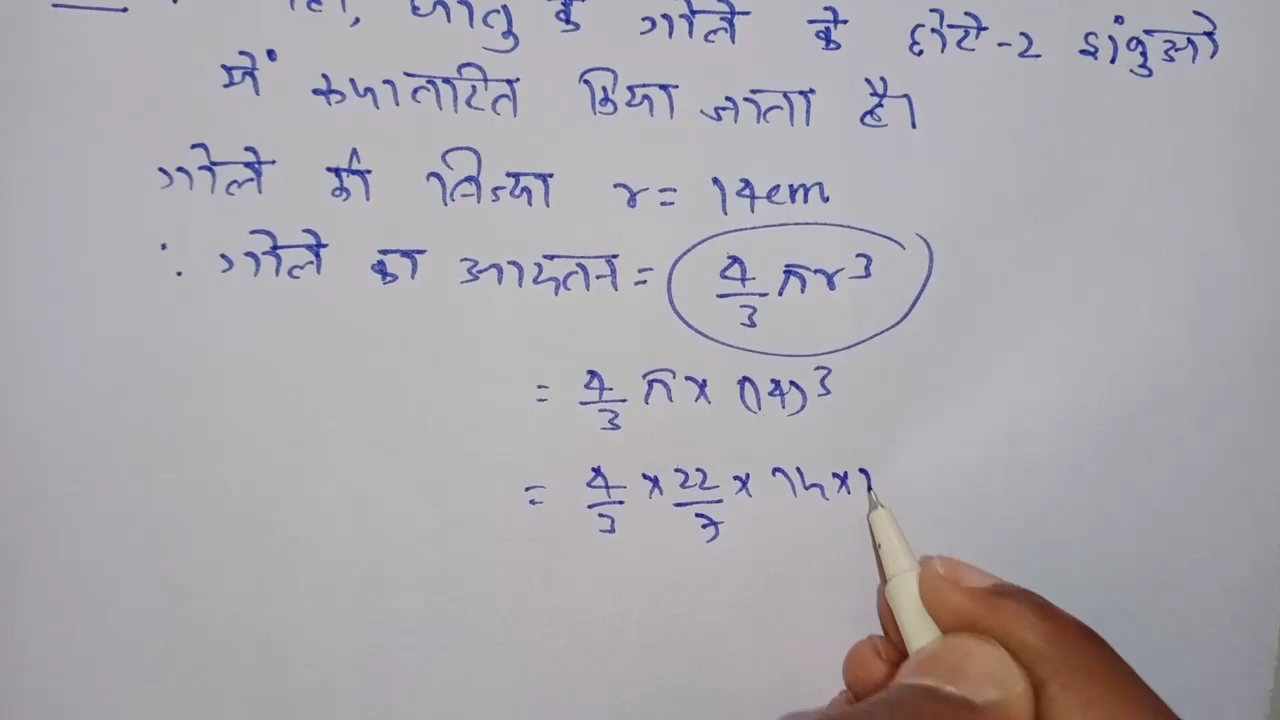 धातु के गोले के छोटे-2 शंकुओ
में रूपांतरित किया जाता है।
गोले की त्रिज्या r = 14cm
∴ गोले का आयतन = 4/3 πr³
= 4/3 π × (14)³
= 4/3 × 22/7 × 14 × 1